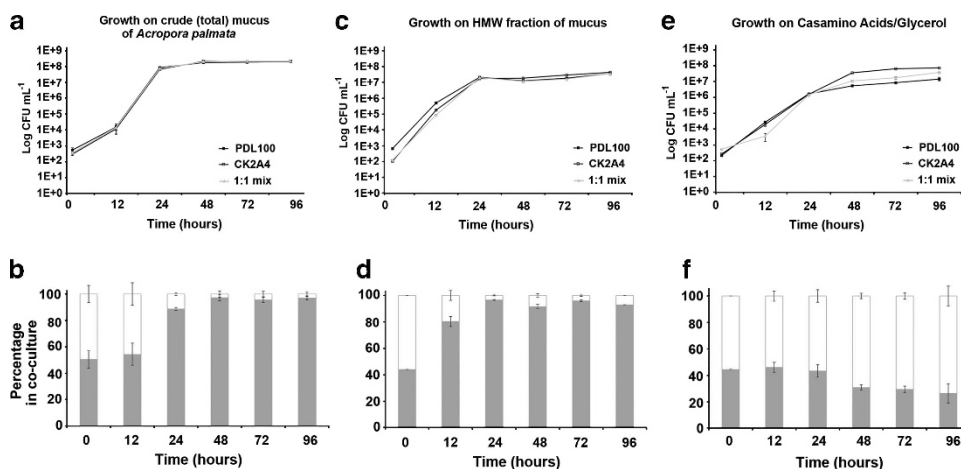 a
Growth on crude (total) mucus
of Acropora palmata
Log CFU mL⁻¹
1E+9
1E+8
1E+7
1E+6
1E+5
1E+4
1E+3
1E+2
1E+1
1E+0
PDL100
CK2A4
1:1 mix
0 12 24 48 72 96
Time (hours)
c
Growth on HMW fraction of mucus
Log CFU mL⁻¹
1E+9
1E+8
1E+7
1E+6
1E+5
1E+4
1E+3
1E+2
1E+1
1E+0
PDL100
CK2A4
1:1 mix
0 12 24 48 72 96
Time (hours)
e
Growth on Casamino Acids/Glycerol
Log CFU mL⁻¹
1E+9
1E+8
1E+7
1E+6
1E+5
1E+4
1E+3
1E+2
1E+1
1E+0
PDL100
CK2A4
1:1 mix
0 12 24 48 72 96
Time (hours)
b
Percentage
in co-culture
100
80
60
40
20
0
0 12 24 48 72 96
Time (hours)
d
100
80
60
40
20
0
0 12 24 48 72 96
Time (hours)
f
100
80
60
40
20
0
0 12 24 48 72 96
Time (hours)